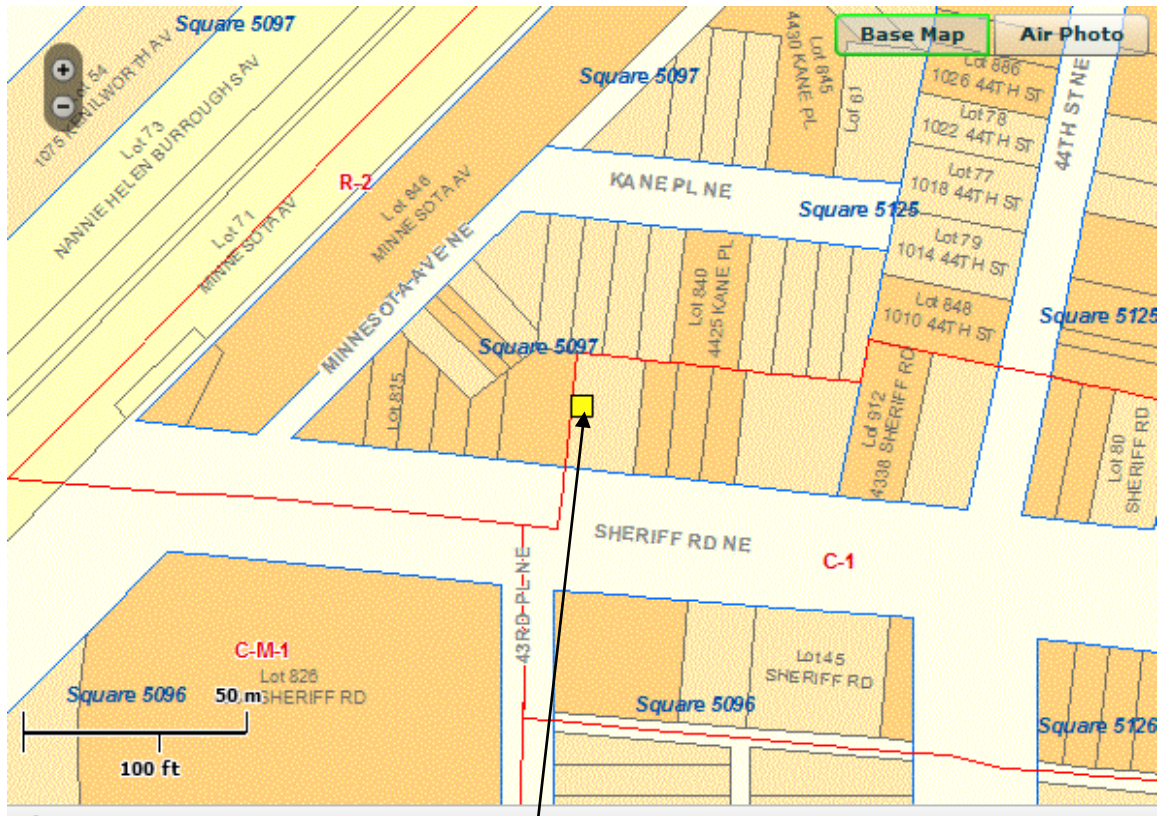 Square 5097
Base Map
Air Photo
Lot 54
1075 KENILWORTH AV
Lot 73
NANNIE HELEN BURROUGHS AV
Lot 71
MINNESOTA AV
R-2
Lot 846
MINNESOTA AV
MINNESOTA AVE NE
Square 5097
Lot 845
4430 KANE PL
Lot 61
Lot 886
1026 44TH ST
Lot 78
1022 44TH ST
Lot 77
1018 44TH ST
Lot 79
1014 44TH ST
Lot 848
1010 44TH ST
44TH ST NE
KANE PL NE
Square 5125
Lot 840
4425 KANE PL
Square 5125
Square 5097
Lot 815
Lot 912
4338 SHERIFF RD
Lot 80
SHERIFF RD
SHERIFF RD NE
C-1
43RD PL NE
C-M-1
Lot 826
SHERIFF RD
Square 5096
50 m
100 ft
Lot 45
SHERIFF RD
Square 5096
Square 5126